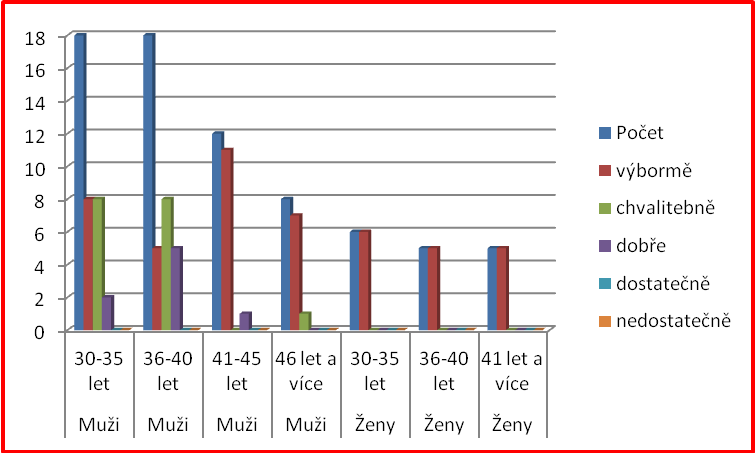 18
16
14
12
10
8
6
4
2
0
30-35 let
36-40 let
41-45 let
46 let a více
30-35 let
36-40 let
41 let a více
Muži
Muži
Muži
Muži
Ženy
Ženy
Ženy
Počet
výbormě
chvalitebně
dobře
dostatečně
nedostatečně